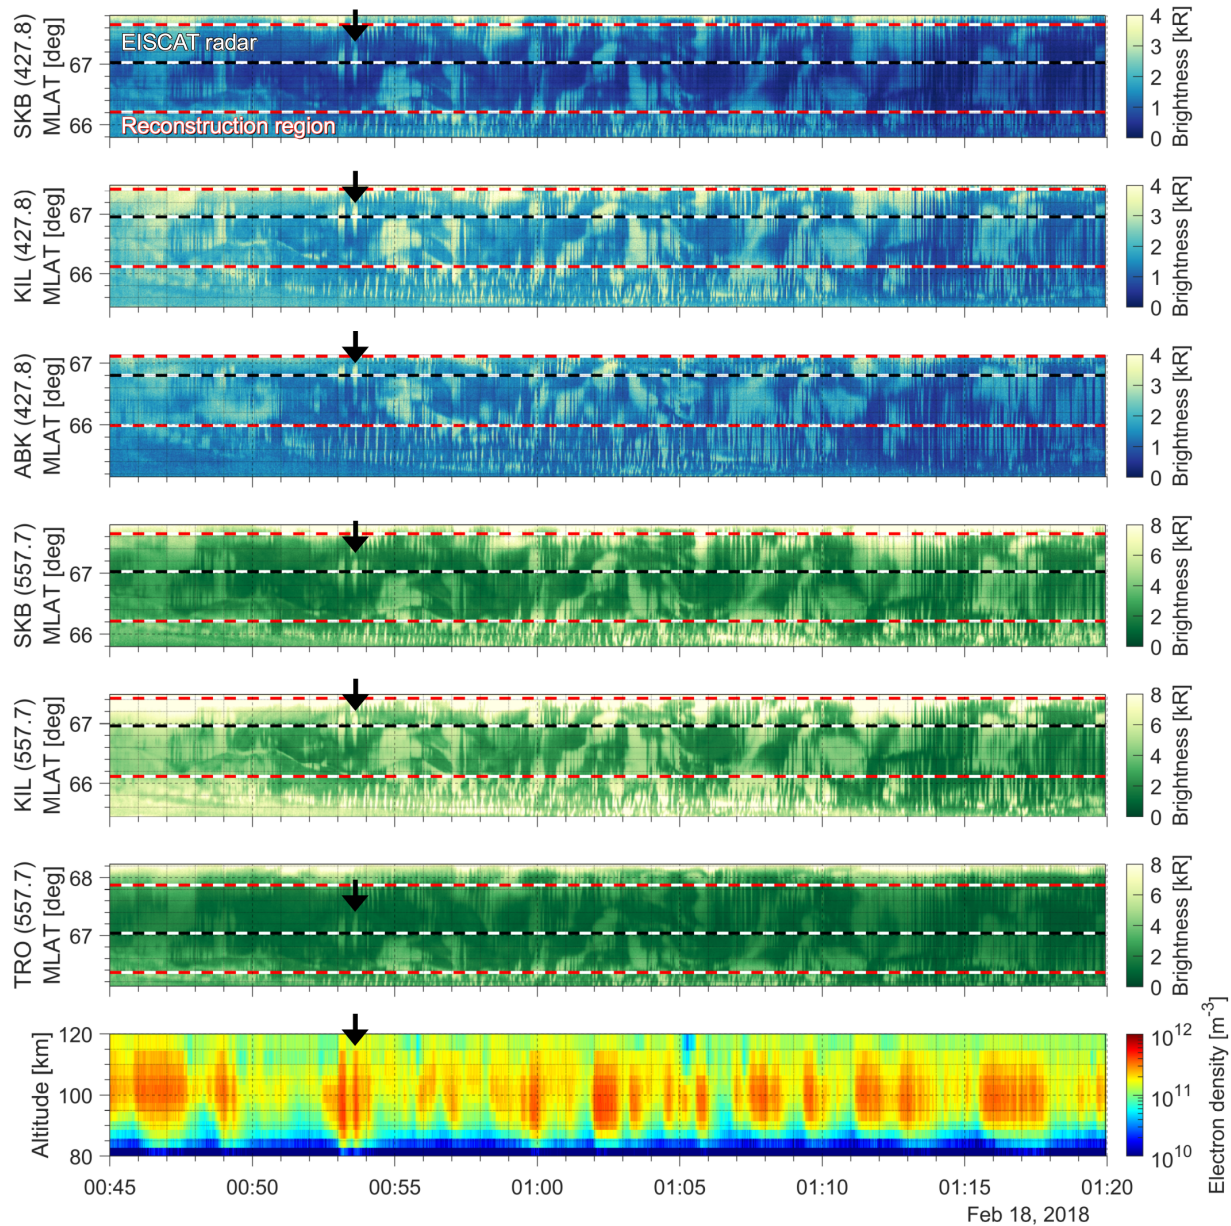 SKB (427.8)
MLAT [deg]
67
66
EISCAT radar
Reconstruction region
4
3
2
1
0
Brightness [kR]
KIL (427.8)
MLAT [deg]
67
66
4
3
2
1
0
Brightness [kR]
ABK (427.8)
MLAT [deg]
67
66
4
3
2
1
0
Brightness [kR]
SKB (557.7)
MLAT [deg]
67
66
8
6
4
2
0
Brightness [kR]
KIL (557.7)
MLAT [deg]
67
66
8
6
4
2
0
Brightness [kR]
TRO (557.7)
MLAT [deg]
68
67
8
6
4
2
0
Brightness [kR]
Altitude [km]
120
100
80
10^12
10^11
10^10
Electron density [m^-3]
00:45 00:50 00:55 01:00 01:05 01:10 01:15 01:20
Feb 18, 2018